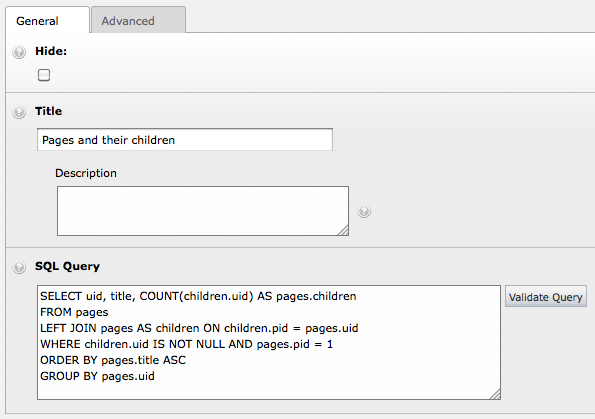 General
Advanced
Hide:
Title
Pages and their children
Description
SQL Query
SELECT uid, title, COUNT(children.uid) AS pages.children
FROM pages
LEFT JOIN pages AS children ON children.pid = pages.uid
WHERE children.uid IS NOT NULL AND pages.pid = 1
ORDER BY pages.title ASC
GROUP BY pages.uid
Validate Query